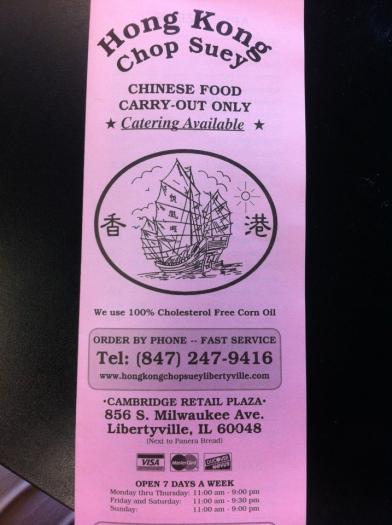 Hong Kong
Chop Suey
CHINESE FOOD
CARRY-OUT ONLY
★ Catering Available ★
香 港
We use 100% Cholesterol Free Corn Oil
ORDER BY PHONE -- FAST SERVICE
Tel: (847) 247-9416
www.hongkongchopsueylibertyville.com
•CAMBRIDGE RETAIL PLAZA•
856 S. Milwaukee Ave.
Libertyville, IL 60048
(Next to Panera Bread)
VISA MasterCard DISCOVER
OPEN 7 DAYS A WEEK
Monday thru Thursday: 11:00 am - 9:00 pm
Friday and Saturday: 11:00 am - 9:30 pm
Sunday: 11:00 am - 9:00 pm